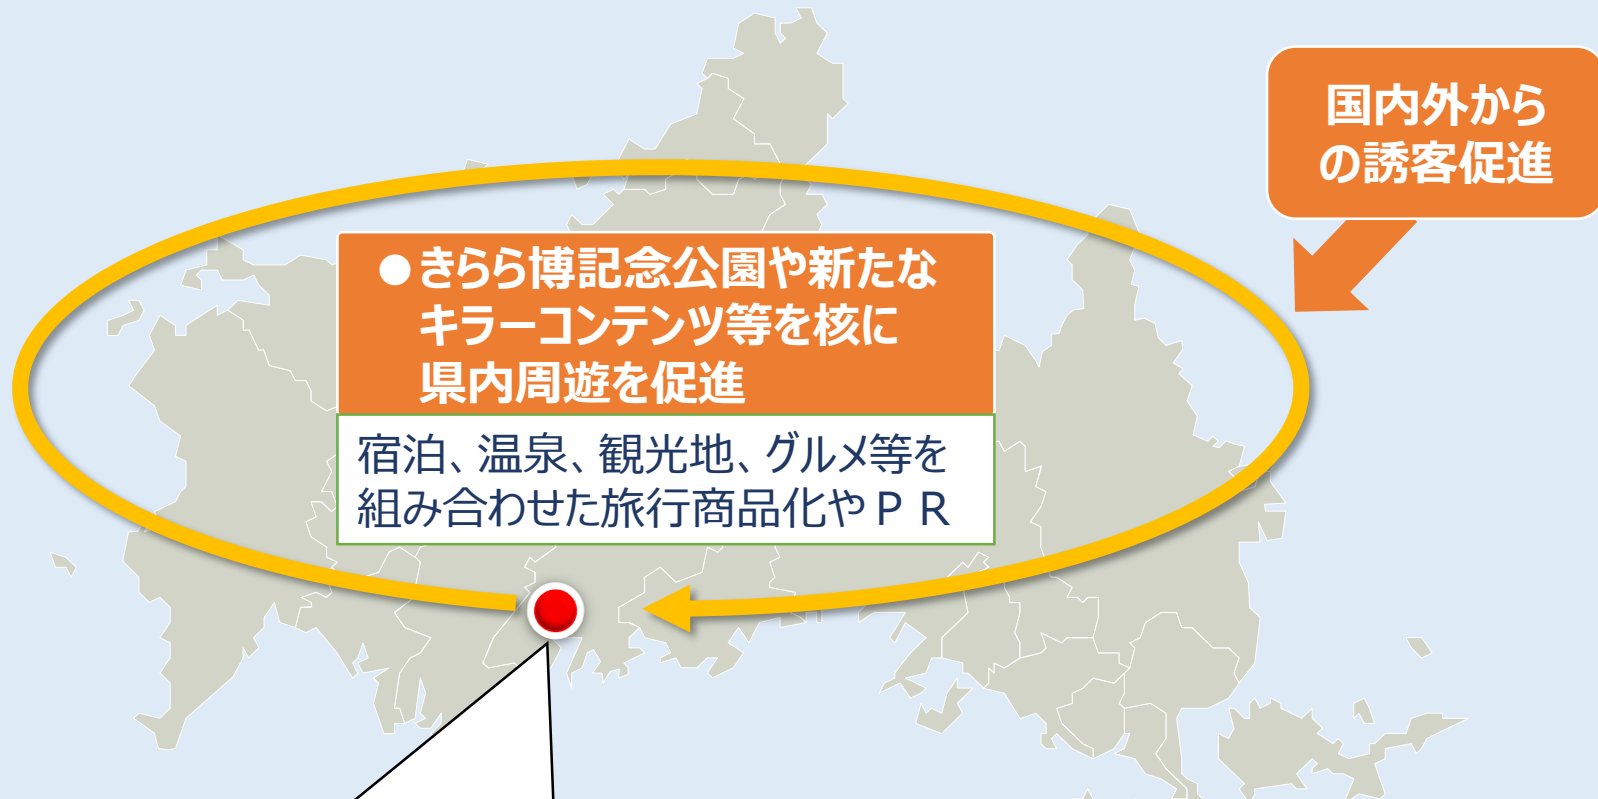 国内外から
の誘客促進
●きらら博記念公園や新たな
キラーコンテンツ等を核に
県内周遊を促進
宿泊、温泉、観光地、グルメ等を
組み合わせた旅行商品化やＰＲ